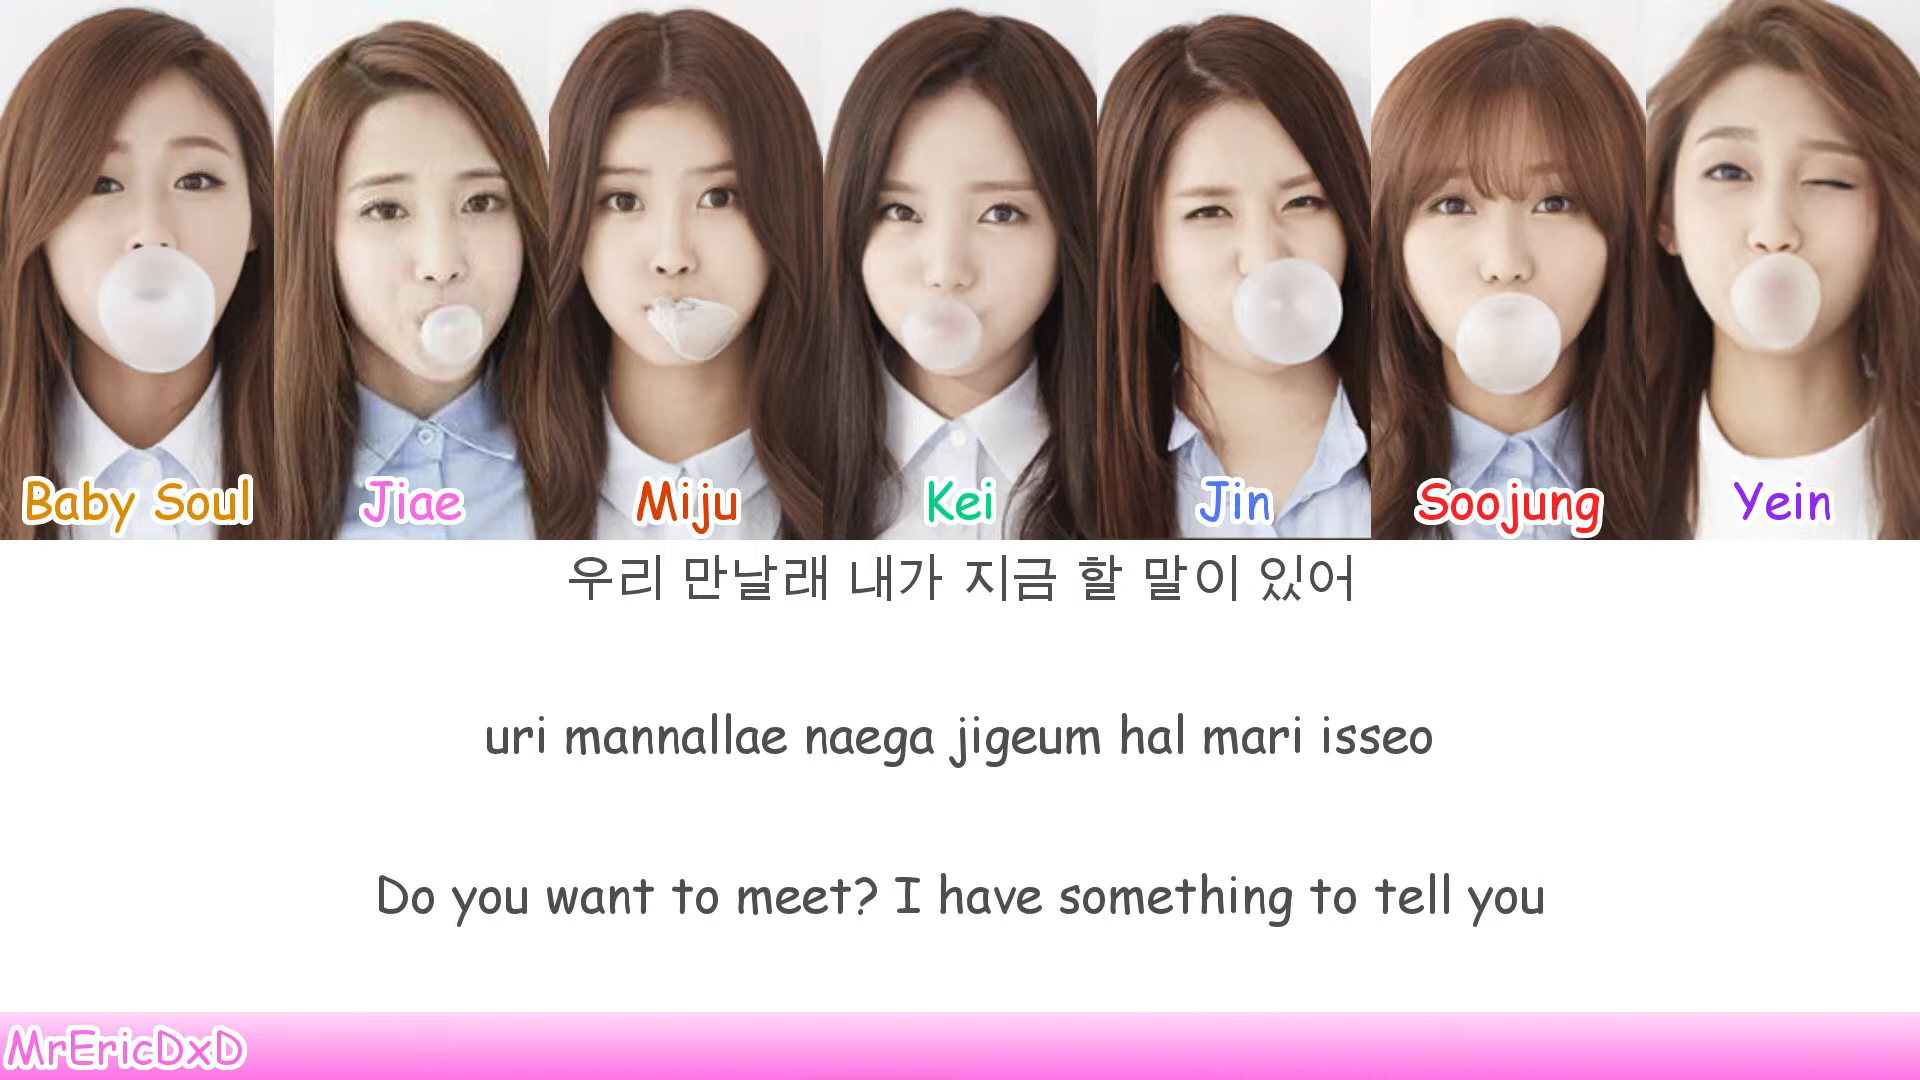 Baby Soul Jiae Miju Kei Jin Soojung Yein
우리 만날래 내가 지금 할 말이 있어
uri mannallae naega jigeum hal mari isseo
Do you want to meet? I have something to tell you
MrEricDxD